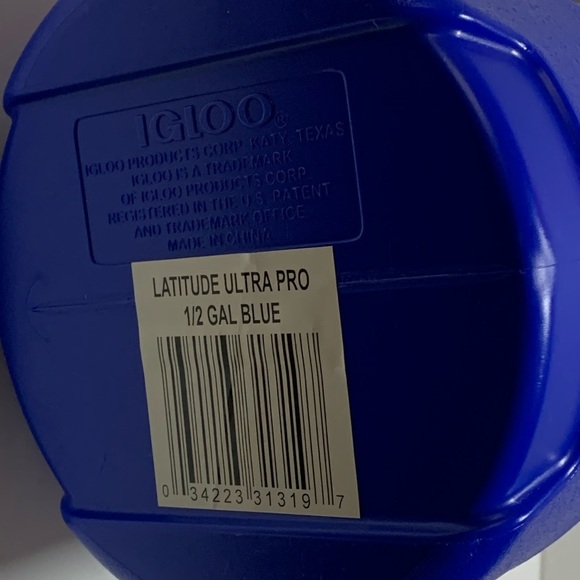 IGLOO®
IGLOO PRODUCTS CORP. KATY, TEXAS
IGLOO IS A TRADEMARK
OF IGLOO PRODUCTS CORP.
REGISTERED IN THE U.S. PATENT
AND TRADEMARK OFFICE
MADE IN CHINA
LATITUDE ULTRA PRO
1/2 GAL BLUE
0 34223 31319 7